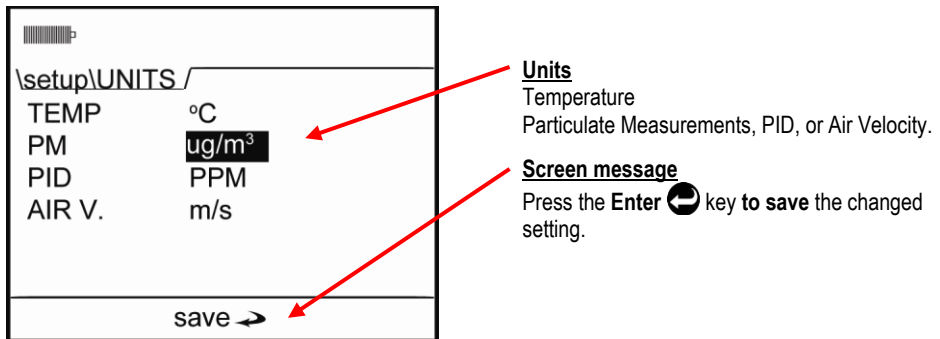 \setup\UNITS /
TEMP °C
PM ug/m³
PID PPM
AIR V. m/s
save
Units
Temperature
Particulate Measurements, PID, or Air Velocity.
Screen message
Press the Enter key to save the changed
setting.